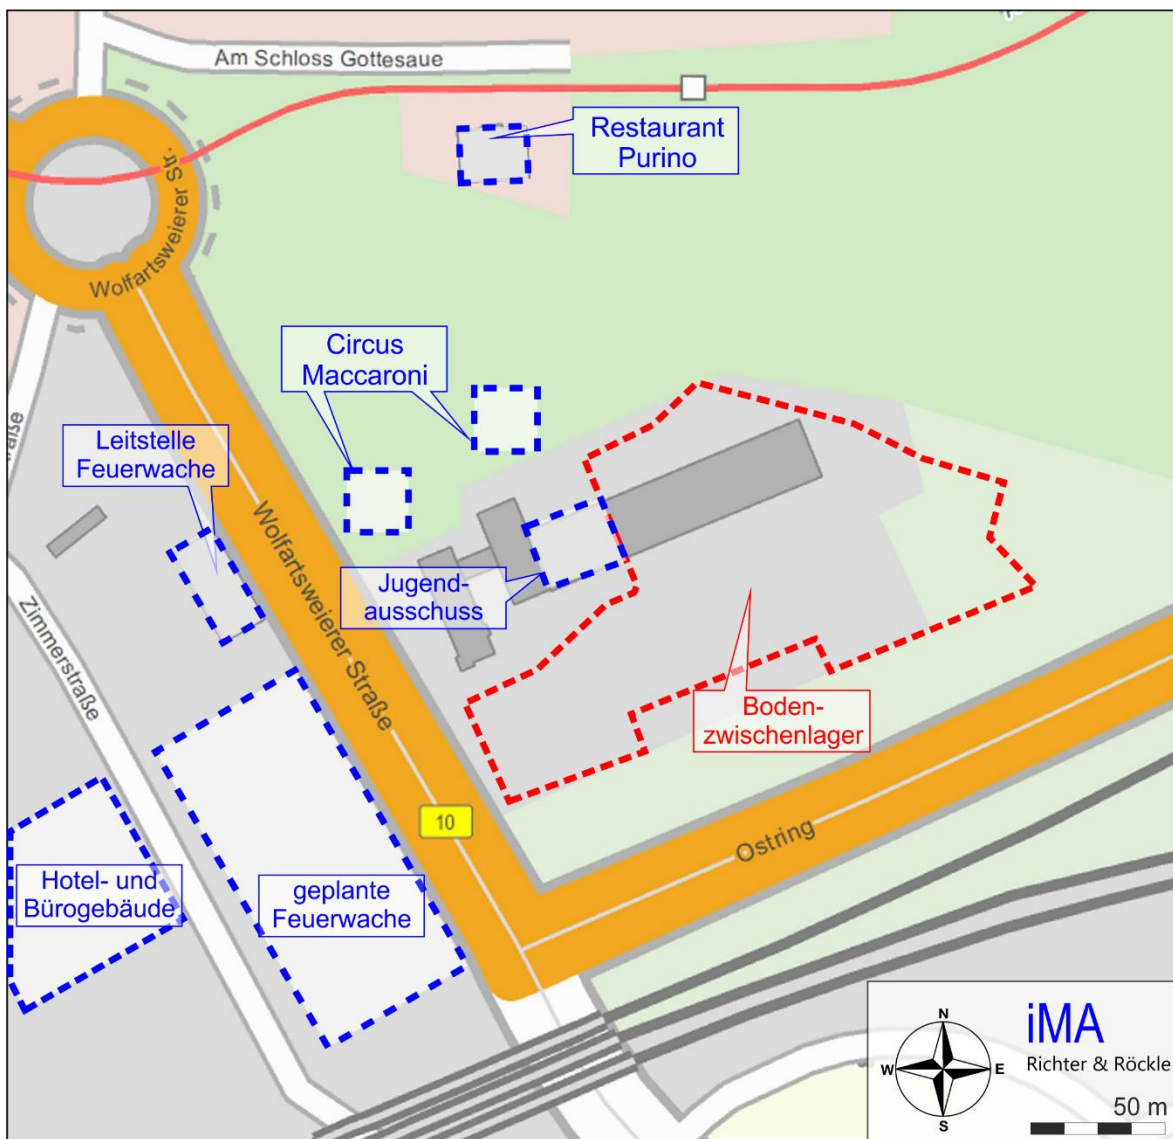 Am Schloss Gottesaue
Restaurant
Purino
Wolfartsweierer Str.
Circus
Maccaroni
Leitstelle
Feuerwache
raße
Wolfartsweierer Straße
Jugend-
ausschuss
Zimmerstraße
Boden-
zwischenlager
10
Ostring
Hotel- und
Bürogebäude
geplante
Feuerwache
N
W
E
S
iMA
Richter & Röckle
50 m